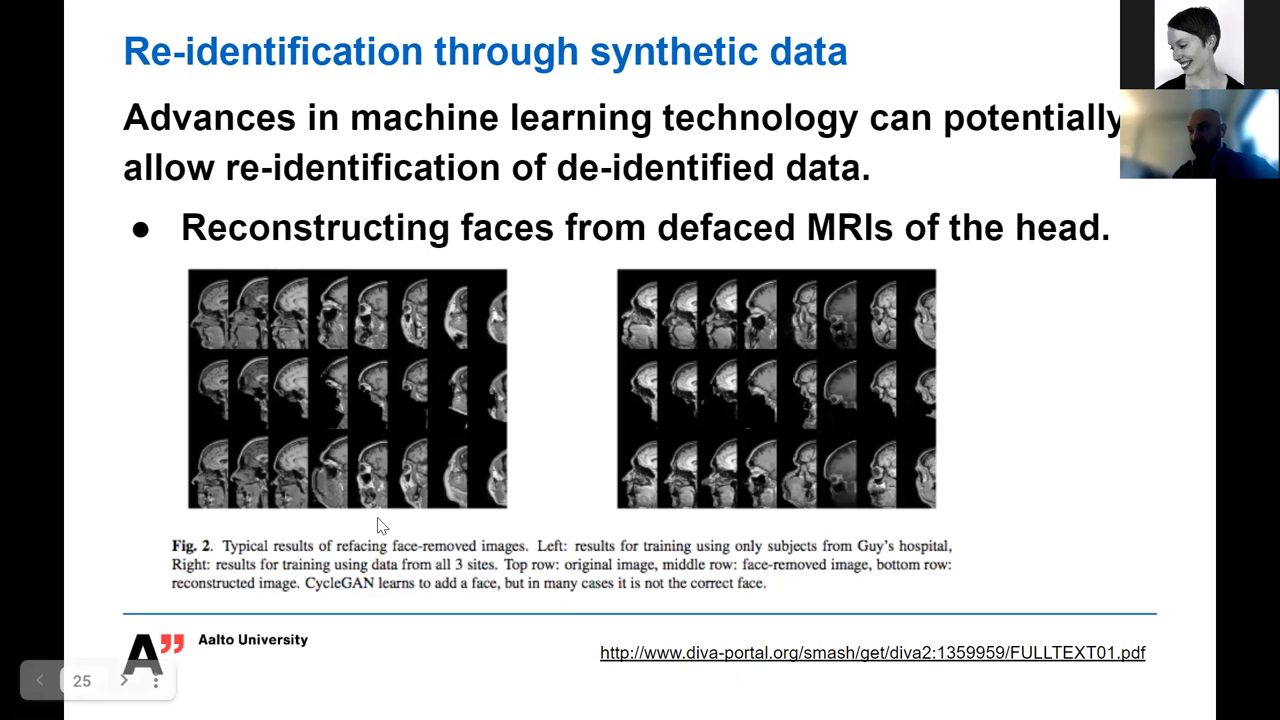 Re-identification through synthetic data
Advances in machine learning technology can potentially
allow re-identification of de-identified data.
● Reconstructing faces from defaced MRIs of the head.
Fig. 2. Typical results of refacing face-removed images. Left: results for training using only subjects from Guy's hospital,
Right: results for training using data from all 3 sites. Top row: original image, middle row: face-removed image, bottom row:
reconstructed image. CycleGAN learns to add a face, but in many cases it is not the correct face.
A” Aalto University
http://www.diva-portal.org/smash/get/diva2:1359959/FULLTEXT01.pdf
25